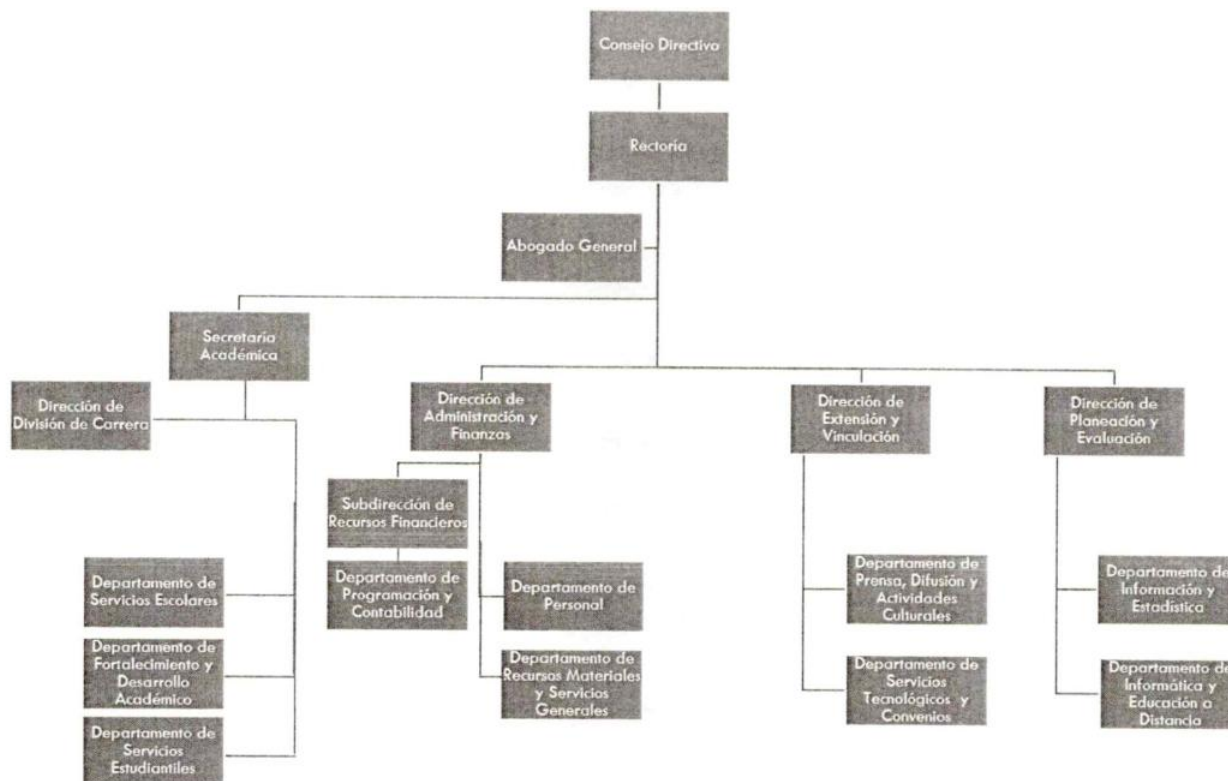 Consejo Directivo
Rectoría
Abogado General
Secretaría
Académica
Dirección de
División de Carrera
Dirección de
Administración y
Finanzas
Dirección de
Extensión y
Vinculación
Dirección de
Planeación y
Evaluación
Subdirección de
Recursos Financieros
Departamento de
Servicios Escolares
Departamento de
Programación y
Contabilidad
Departamento de
Personal
Departamento de
Prensa, Difusión y
Actividades
Culturales
Departamento de
Información y
Estadística
Departamento de
Fortalecimiento y
Desarrollo
Académico
Departamento de
Recursos Materiales
y Servicios
Generales
Departamento de
Servicios
Tecnológicos y
Convenios
Departamento de
Informática y
Educación a
Distancia
Departamento de
Servicios
Estudiantiles